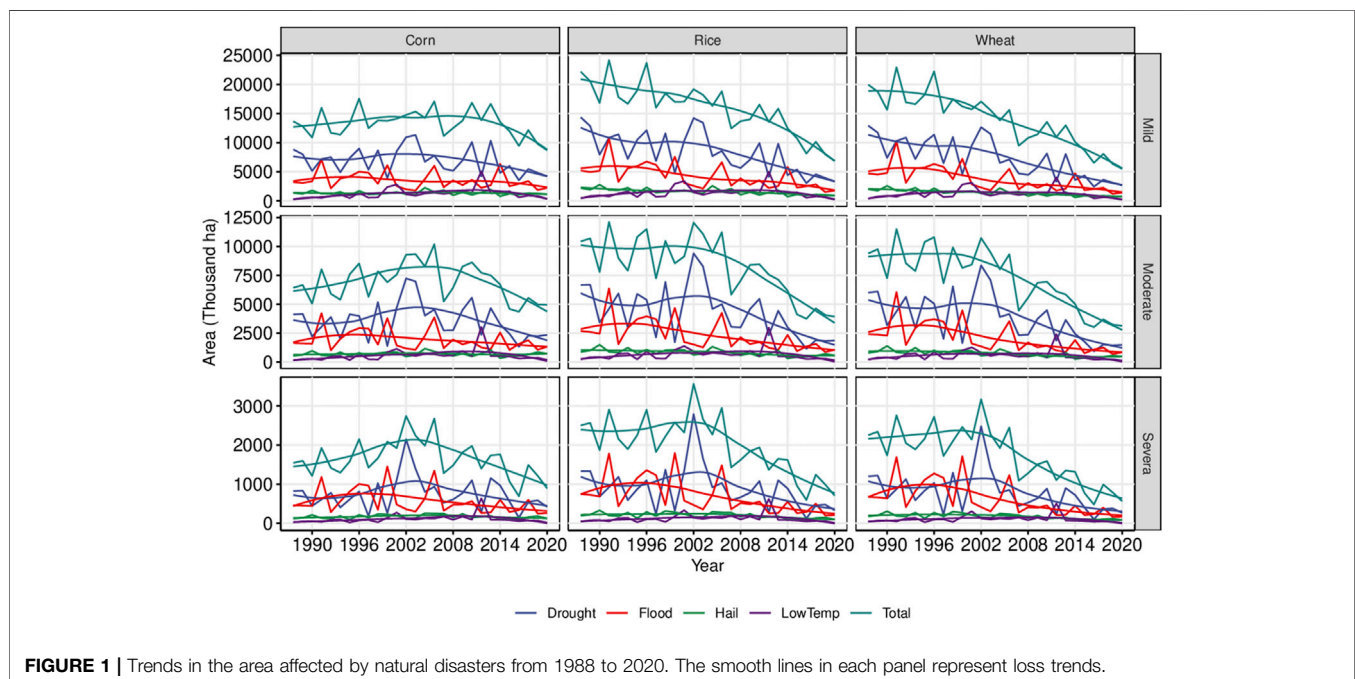 Corn Rice Wheat
25000
20000
15000
10000
5000
0
Mild
12500
10000
7500
5000
2500
0
Moderate
3000
2000
1000
0
Severa
Area (Thousand ha)
1990 1996 2002 2008 2014 2020 1990 1996 2002 2008 2014 2020 1990 1996 2002 2008 2014 2020
Year
Drought Flood Hail LowTemp Total
FIGURE 1 | Trends in the area affected by natural disasters from 1988 to 2020. The smooth lines in each panel represent loss trends.